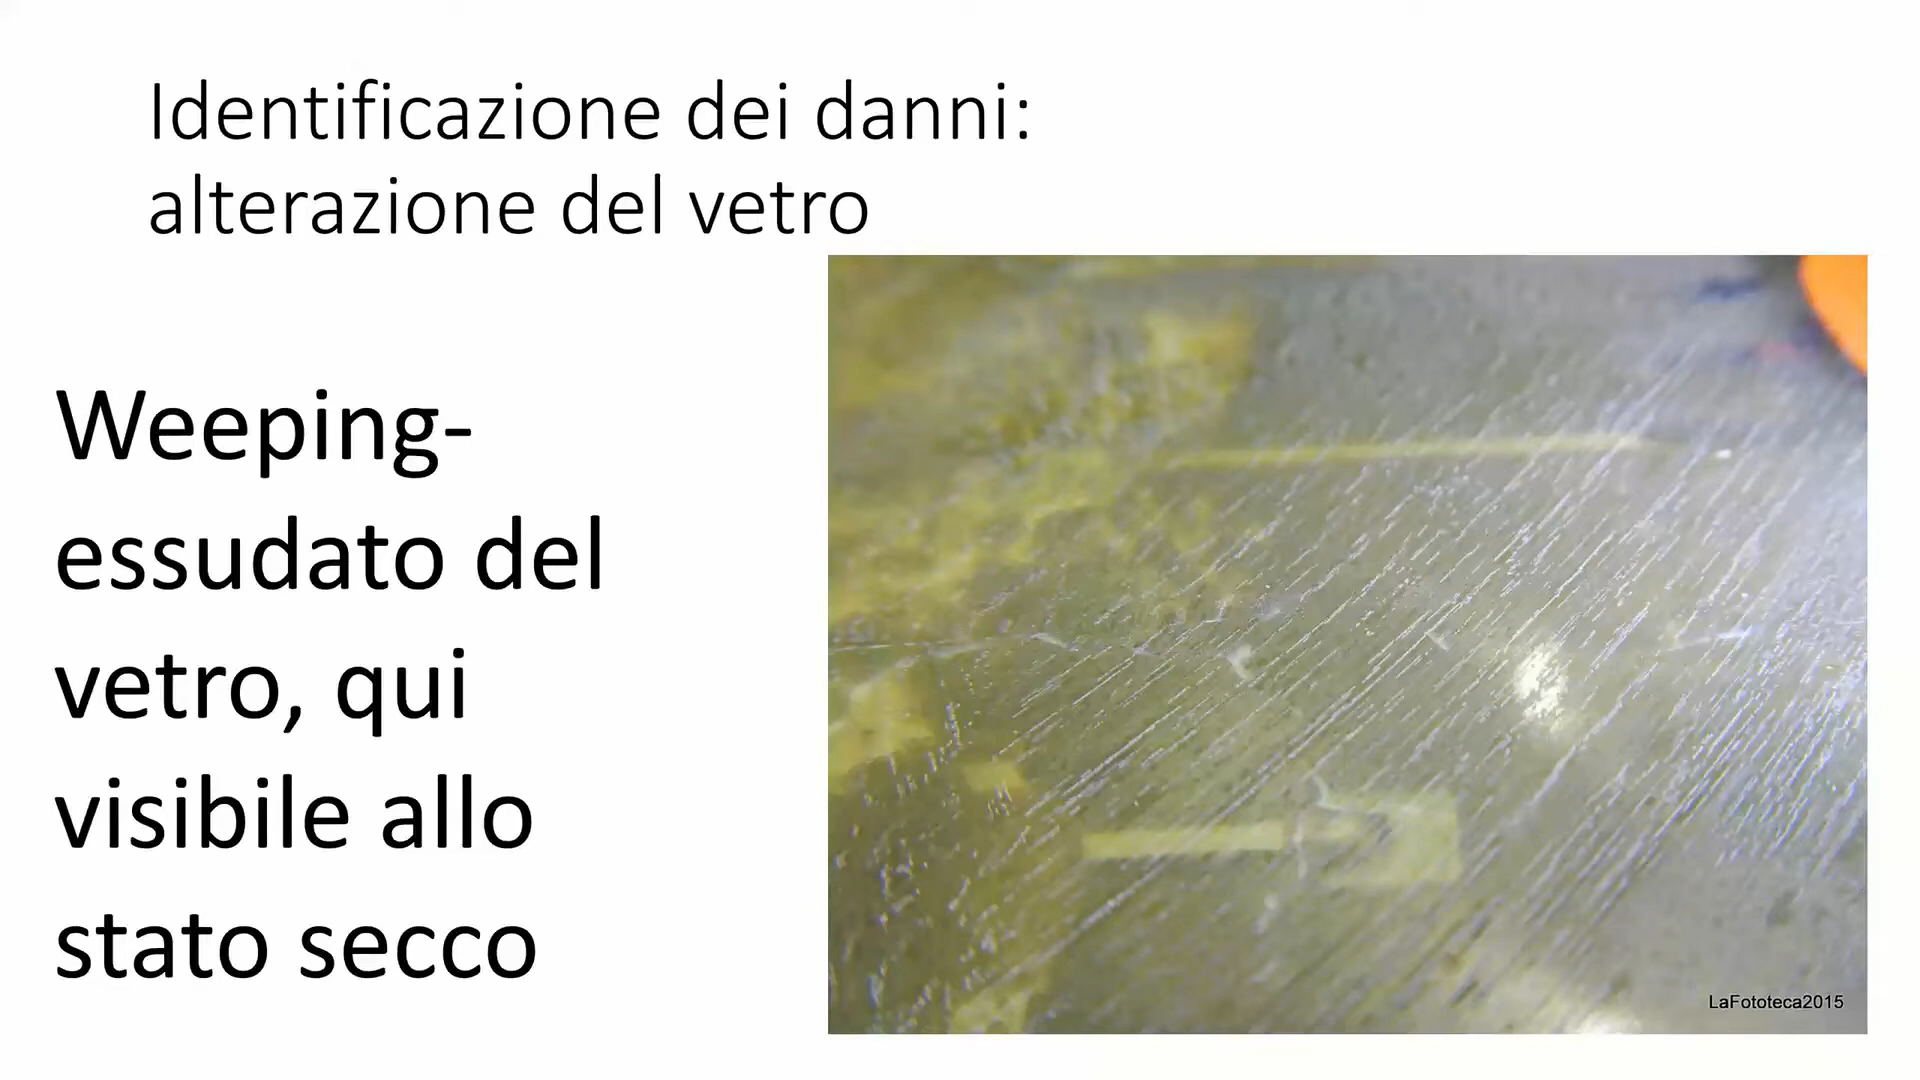 Identificazione dei danni:
alterazione del vetro
Weeping-
essudato del
vetro, qui
visibile allo
stato secco
LaFototeca2015